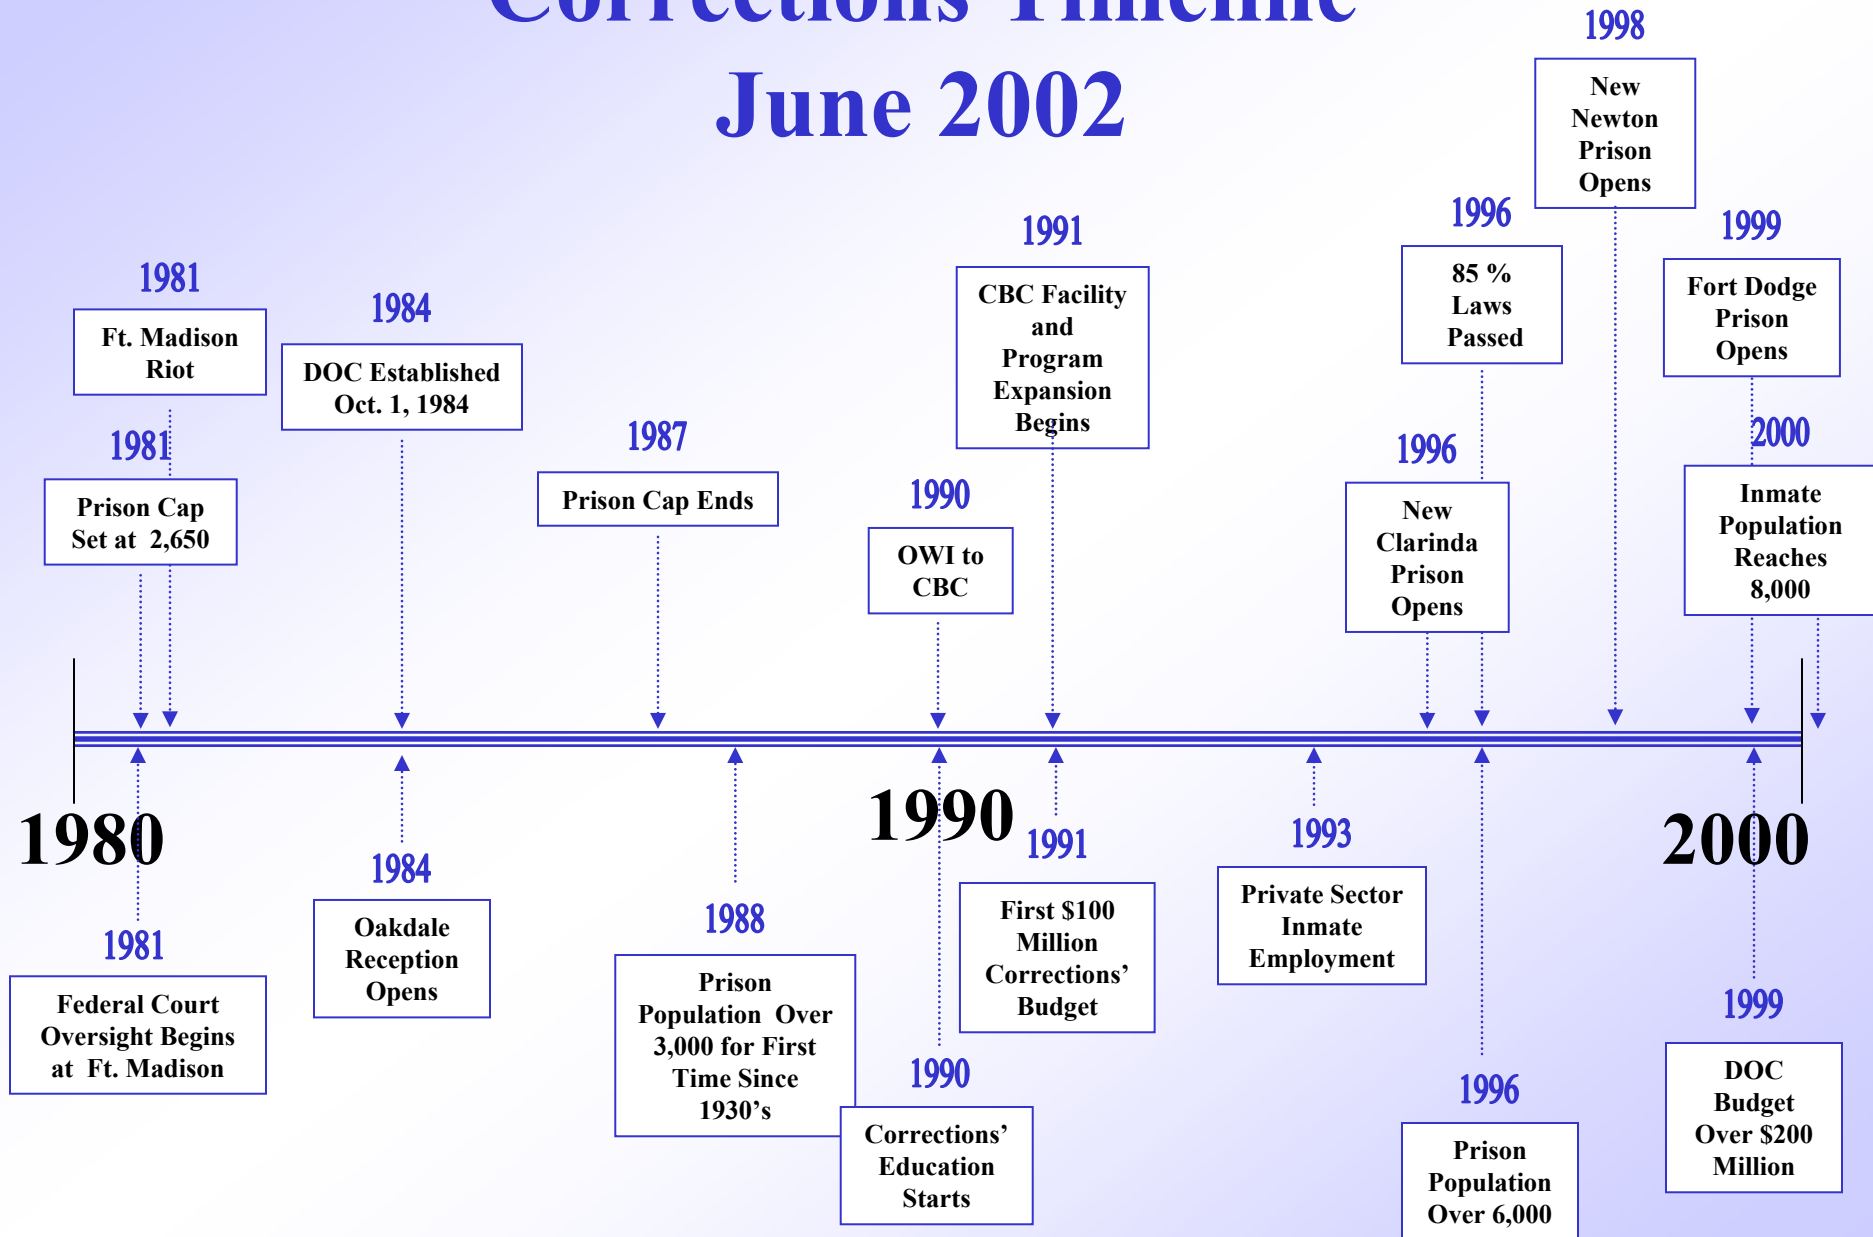 Corrections Timeline
June 2002
1998
New
Newton
Prison
Opens
1996
85 %
Laws
Passed
1999
Fort Dodge
Prison
Opens
1991
CBC Facility
and
Program
Expansion
Begins
1981
Ft. Madison
Riot
1984
DOC Established
Oct. 1, 1984
1981
Prison Cap
Set at 2,650
1987
Prison Cap Ends
1990
OWI to
CBC
1996
New
Clarinda
Prison
Opens
2000
Inmate
Population
Reaches
8,000
1980
1990
2000
1981
Federal Court
Oversight Begins
at Ft. Madison
1984
Oakdale
Reception
Opens
1988
Prison
Population Over
3,000 for First
Time Since
1930’s
1990
Corrections’
Education
Starts
1991
First $100
Million
Corrections’
Budget
1993
Private Sector
Inmate
Employment
1996
Prison
Population
Over 6,000
1999
DOC
Budget
Over $200
Million